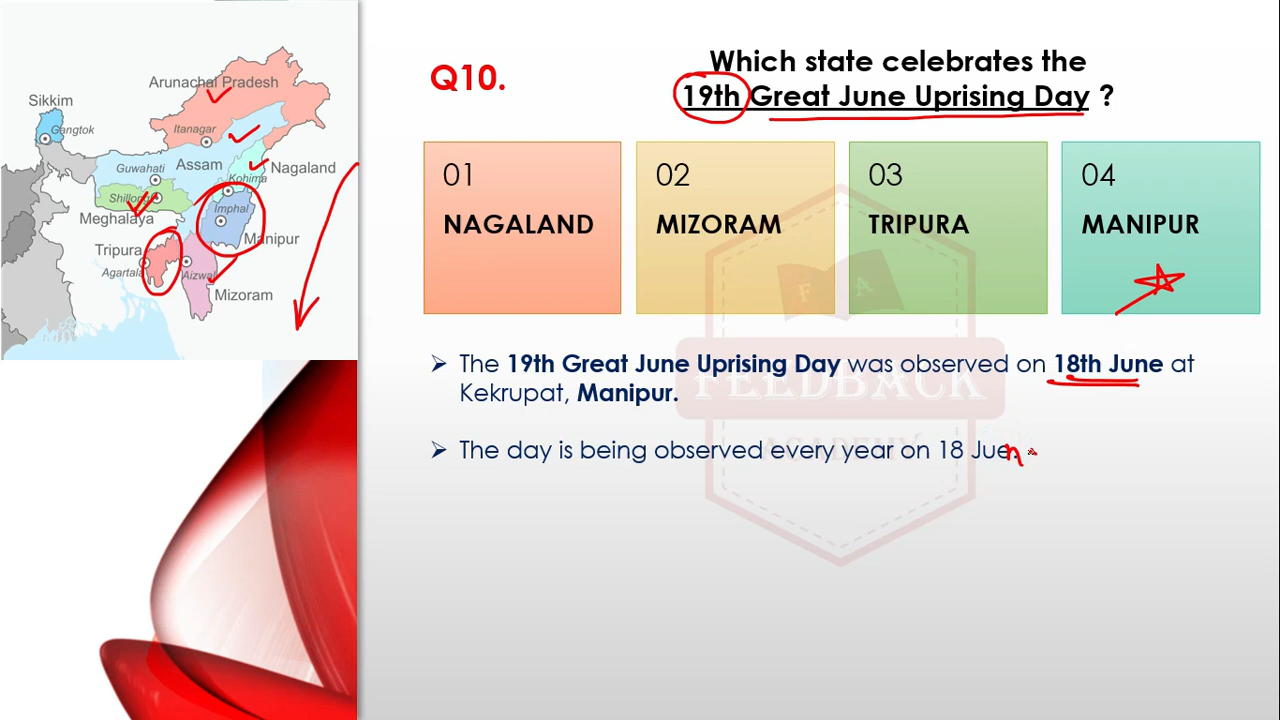 Arunachal Pradesh
Sikkim
Gangtok
Itanagar
Guwahati
Assam
Nagaland
Kohima
Shillong
Imphal
Meghalaya
Manipur
Tripura
Agartala
Aizwal
Mizoram
Q10.
Which state celebrates the
19th Great June Uprising Day ?
01
NAGALAND
02
MIZORAM
03
TRIPURA
04
MANIPUR
F A
FEEDBACK
ACADEMY
➢ The 19th Great June Uprising Day was observed on 18th June at
Kekrupat, Manipur.
➢ The day is being observed every year on 18 Jue.
n